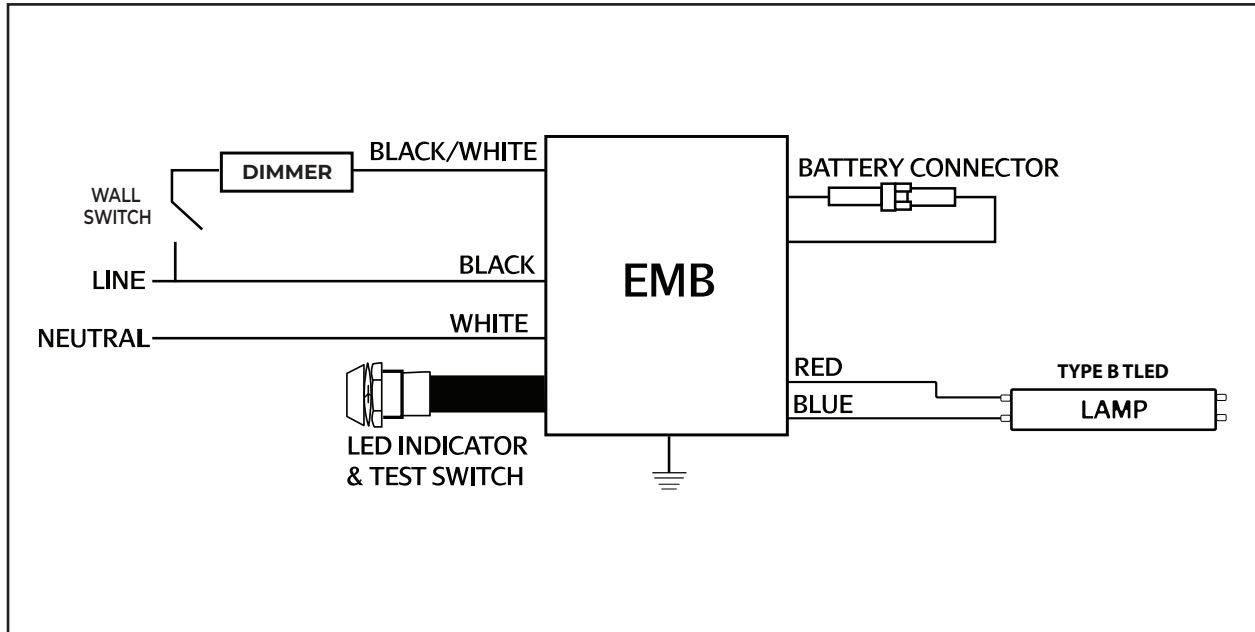 BLACK/WHITE
DIMMER
WALL
SWITCH
BATTERY CONNECTOR
LINE
BLACK
EMB
NEUTRAL
WHITE
RED
BLUE
TYPE B TLED
LAMP
LED INDICATOR
& TEST SWITCH